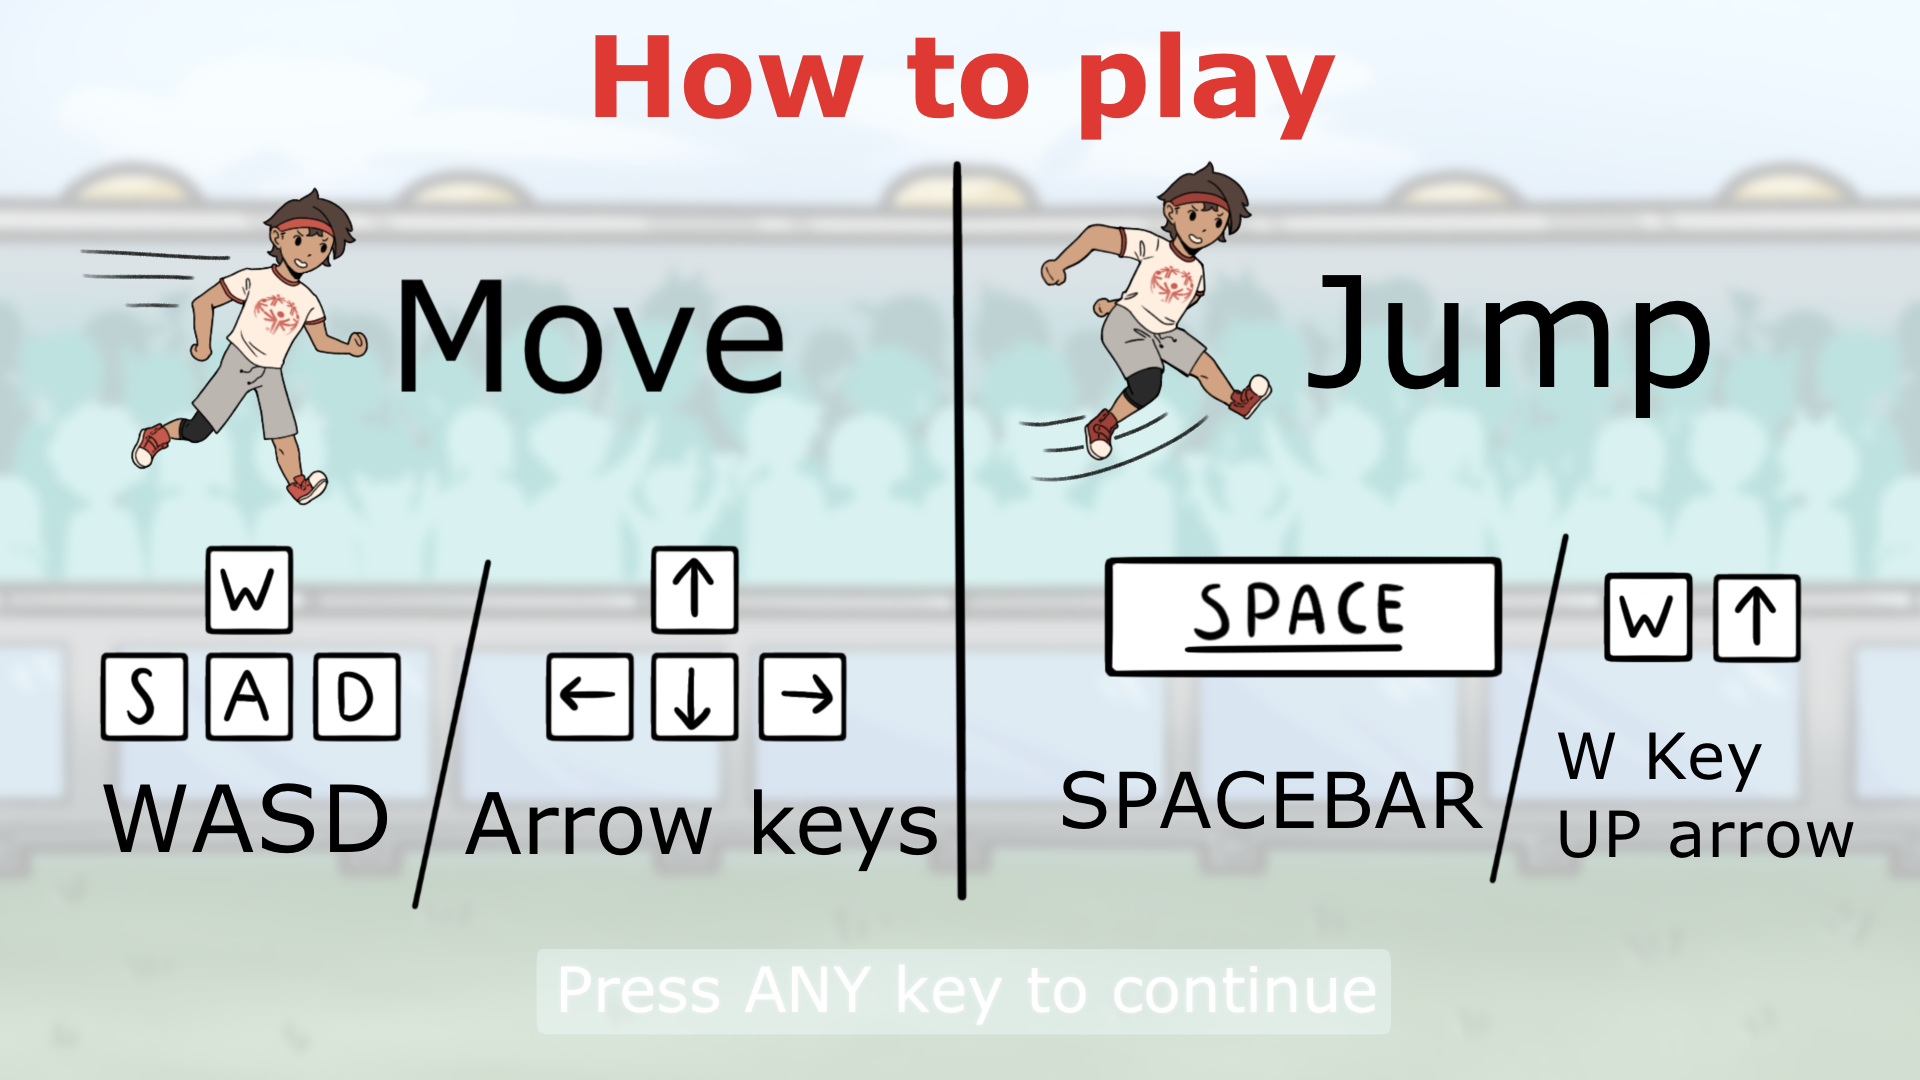 How to play
Move
W
S A D
↑
← ↓ →
WASD
Arrow keys
Jump
SPACE
W ↑
SPACEBAR
W Key
UP arrow
Press ANY key to continue